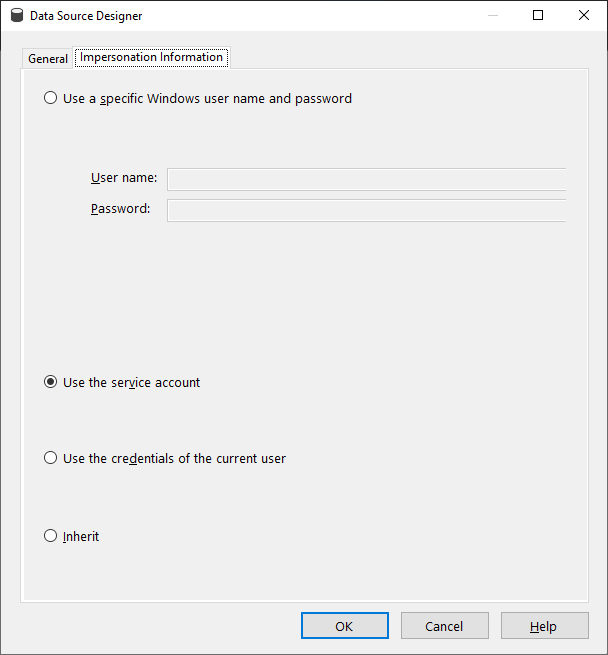 Data Source Designer
General
Impersonation Information
Use a specific Windows user name and password
User name:
Password:
Use the service account
Use the credentials of the current user
Inherit
OK
Cancel
Help